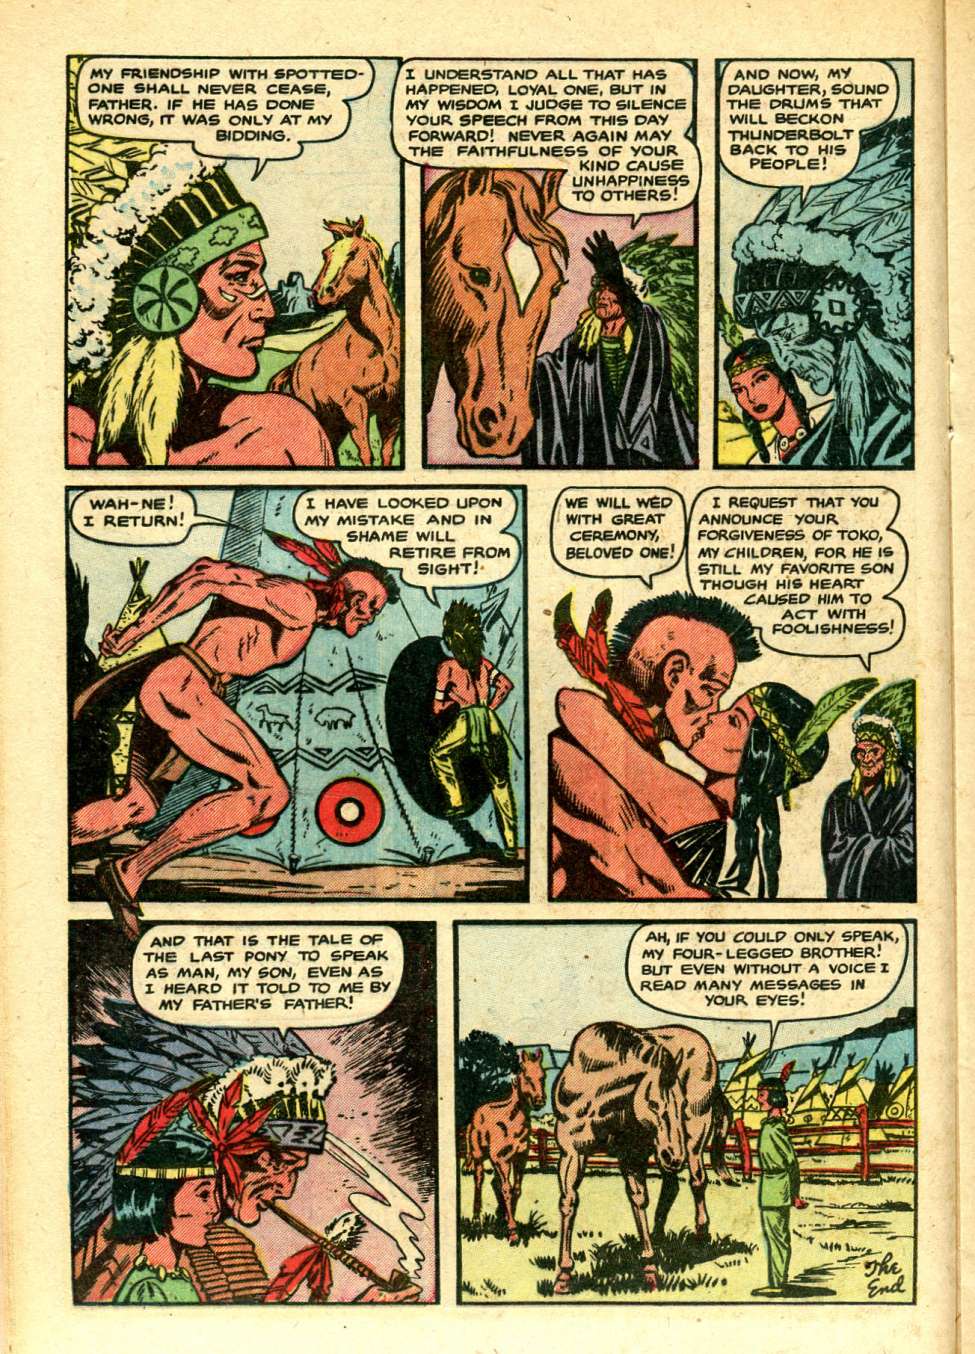 MY FRIENDSHIP WITH SPOTTED-
ONE SHALL NEVER CEASE,
FATHER. IF HE HAS DONE
WRONG, IT WAS ONLY AT MY
BIDDING.
I UNDERSTAND ALL THAT HAS
HAPPENED, LOYAL ONE, BUT IN
MY WISDOM I JUDGE TO SILENCE
YOUR SPEECH FROM THIS DAY
FORWARD! NEVER AGAIN MAY
THE FAITHFULNESS OF YOUR
KIND CAUSE
UNHAPPINESS
TO OTHERS!
AND NOW, MY
DAUGHTER, SOUND
THE DRUMS THAT
WILL BECKON
THUNDERBOLT
BACK TO HIS
PEOPLE!
WAH-NE!
I RETURN!
I HAVE LOOKED UPON
MY MISTAKE AND IN
SHAME WILL
RETIRE FROM
SIGHT!
WE WILL WED
WITH GREAT
CEREMONY,
BELOVED ONE!
I REQUEST THAT YOU
ANNOUNCE YOUR
FORGIVENESS OF TOKO,
MY CHILDREN, FOR HE IS
STILL MY FAVORITE SON
THOUGH HIS HEART
CAUSED HIM TO
ACT WITH
FOOLISHNESS!
AND THAT IS THE TALE OF
THE LAST PONY TO SPEAK
AS MAN, MY SON, EVEN AS
I HEARD IT TOLD TO ME BY
MY FATHER'S FATHER!
AH, IF YOU COULD ONLY SPEAK,
MY FOUR-LEGGED BROTHER!
BUT EVEN WITHOUT A VOICE I
READ MANY MESSAGES IN
YOUR EYES!
The
End